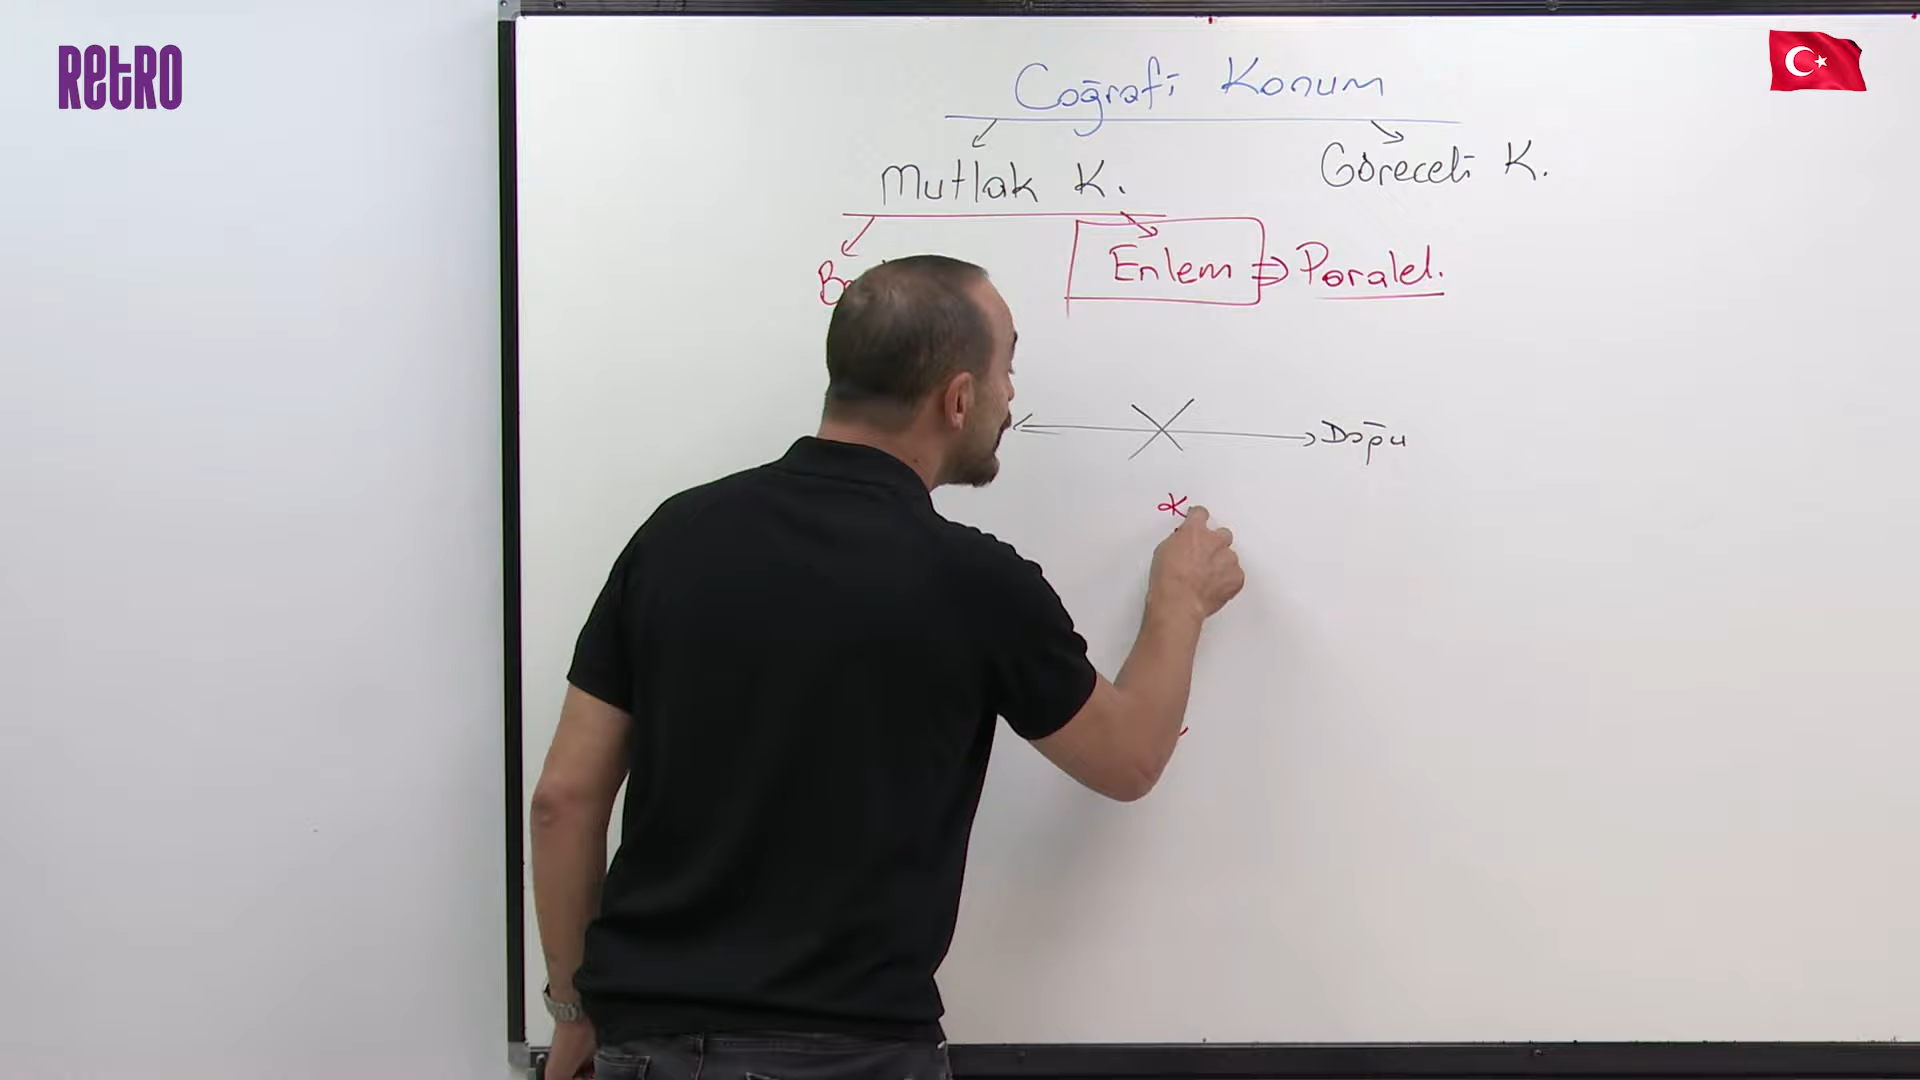 RETRO
Coğrafi Konum
Mutlak K.
Göreceli K.
Enlem ⇒ Paralel.
Doğu
K